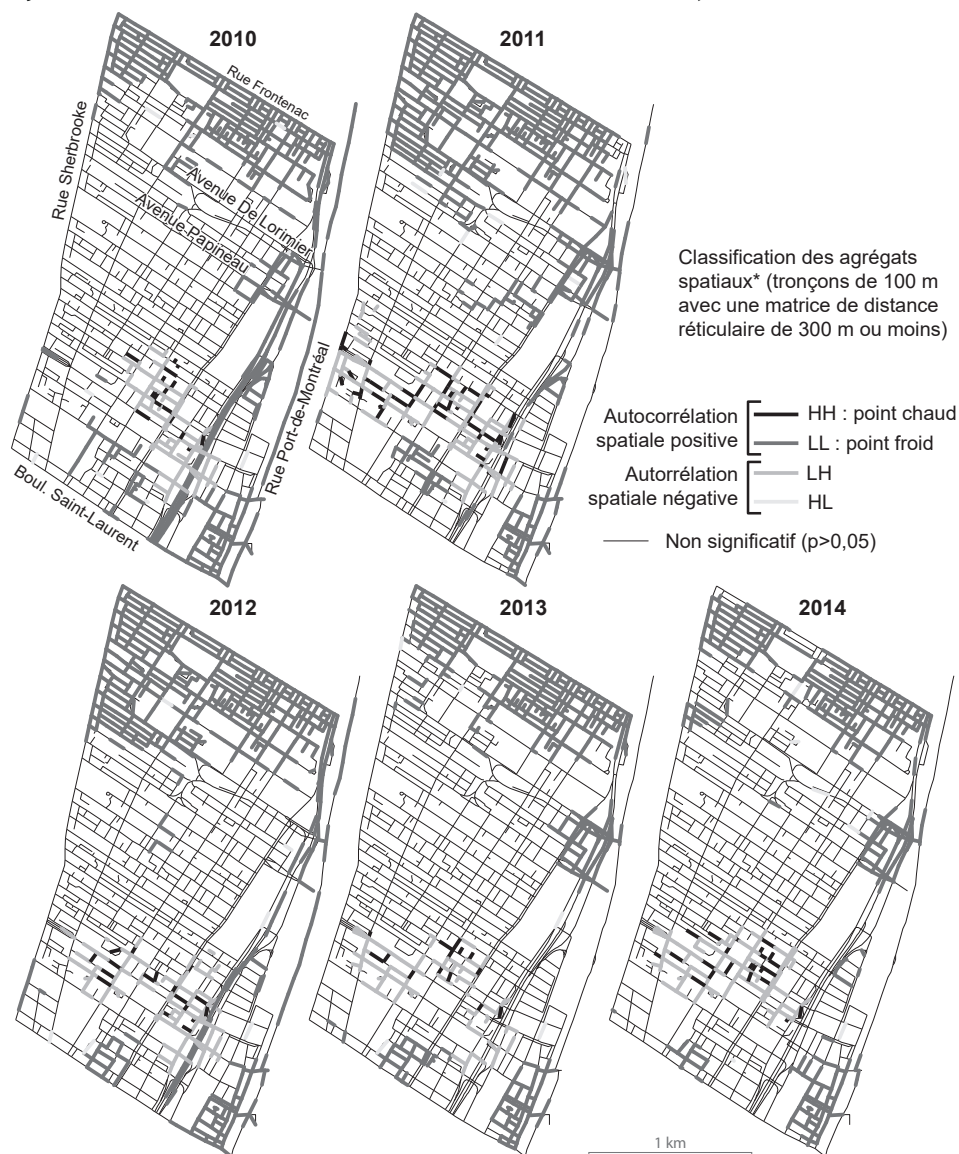 2010
2011
Rue Frontenac
Rue Sherbrooke
Avenue De Lorimier
Avenue Papineau
Rue Port-de-Montréal
Boul. Saint-Laurent
Classification des agrégats
spatiaux* (tronçons de 100 m
avec une matrice de distance
réticulaire de 300 m ou moins)
Autocorrélation
spatiale positive
HH : point chaud
LL : point froid
Autorrélation
spatiale négative
LH
HL
Non significatif (p>0,05)
2012
2013
2014
1 km